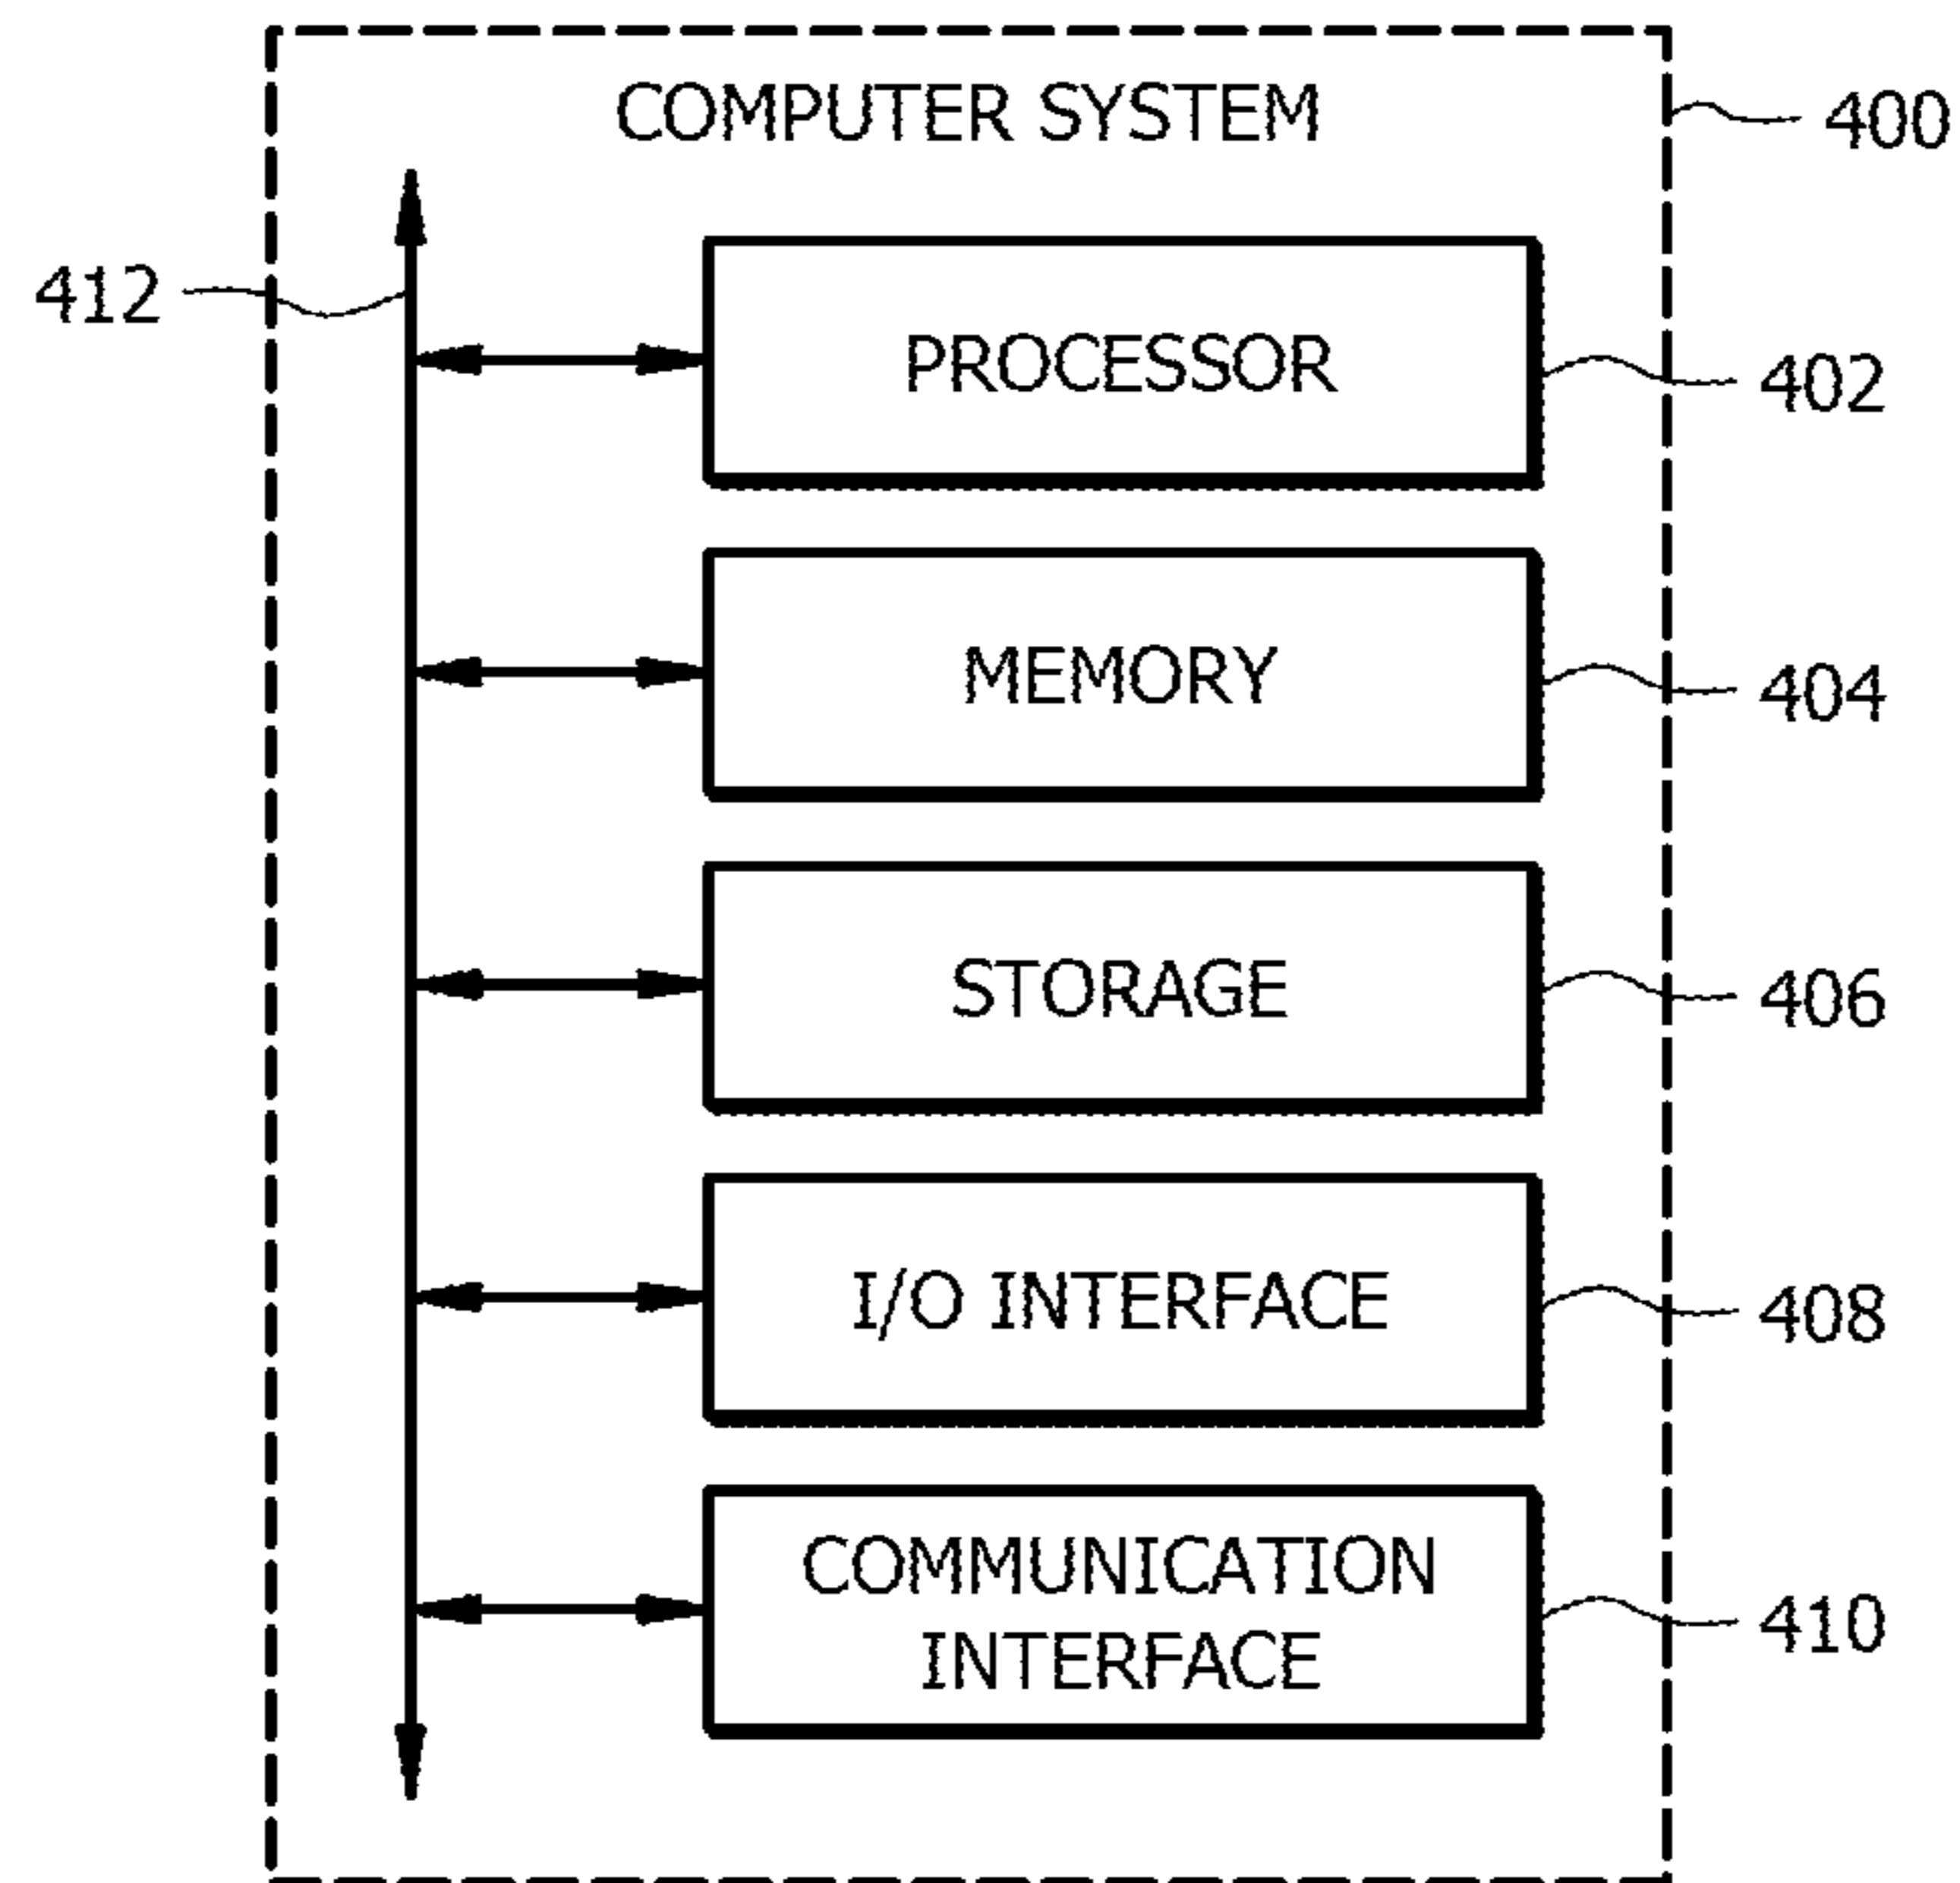 COMPUTER SYSTEM
400
412
PROCESSOR
402
MEMORY
404
STORAGE
406
I/O INTERFACE
408
COMMUNICATION
INTERFACE
410